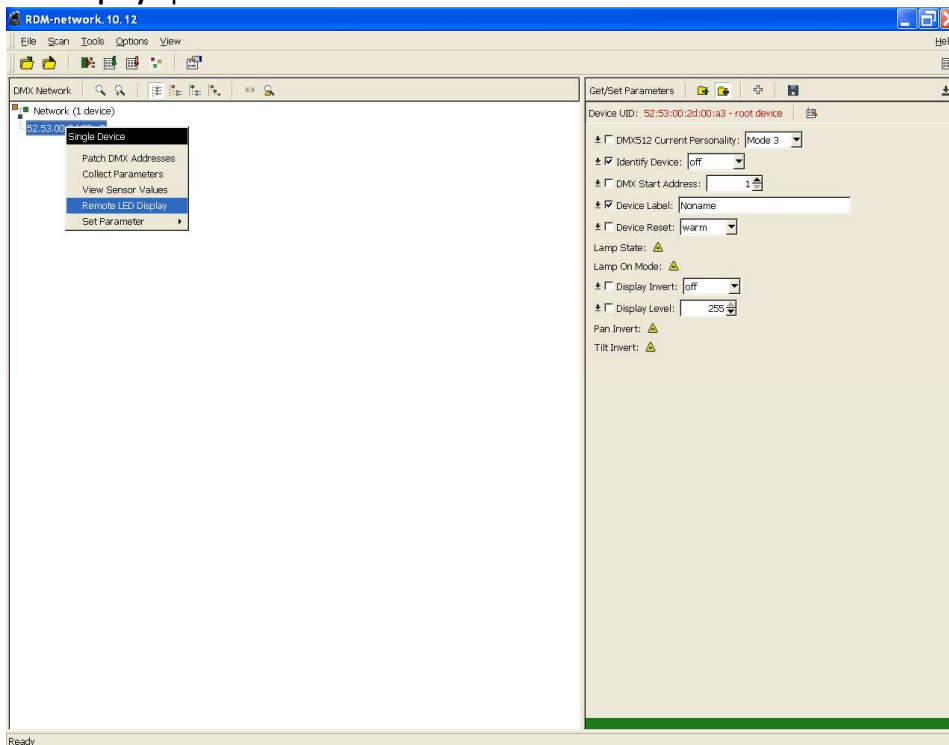 RDM-network.10.12
File Scan Tools Options View Hel
DMX Network
Network (1 device)
52.53.00
Single Device
Patch DMX Addresses
Collect Parameters
View Sensor Values
Remote LED Display
Set Parameter
Get/Set Parameters
Device UID: 52:53:00:2d:00:a3 - root device
DMX512 Current Personality: Mode 3
Identify Device: off
DMX Start Address: 1
Device Label: Noname
Device Reset: warm
Lamp State:
Lamp On Mode:
Display Invert: off
Display Level: 255
Pan Invert:
Tilt Invert:
Ready